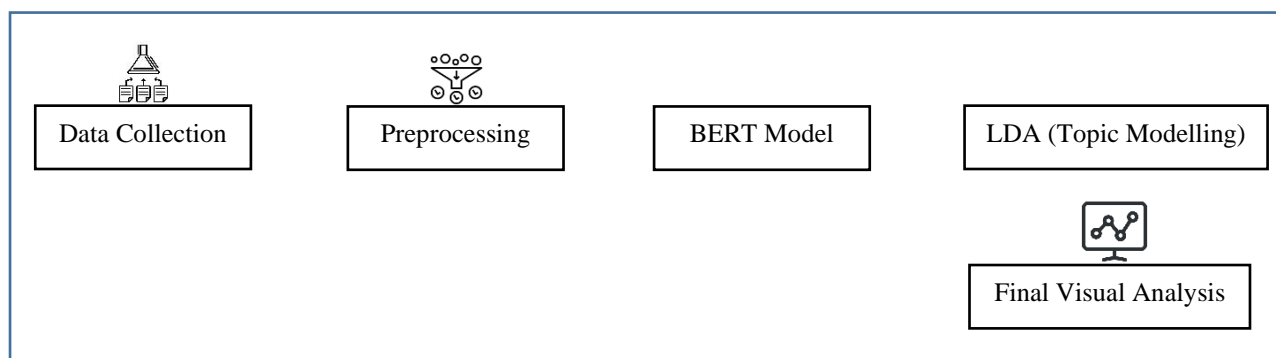 Data Collection
Preprocessing
BERT Model
LDA (Topic Modelling)
Final Visual Analysis